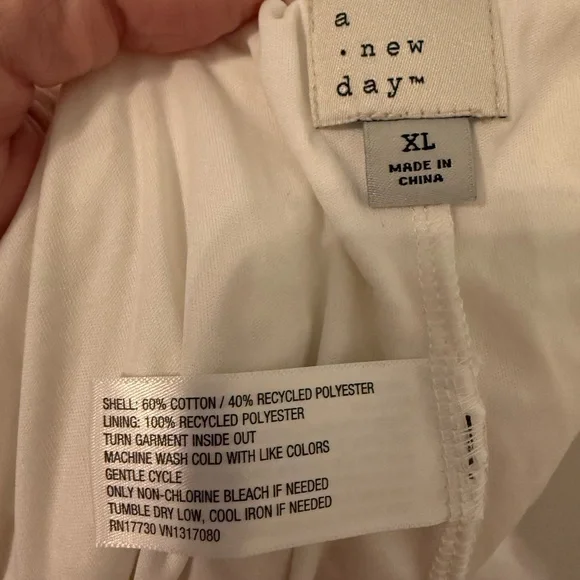 a
· new
day™
XL
MADE IN
CHINA
SHELL: 60% COTTON / 40% RECYCLED POLYESTER
LINING: 100% RECYCLED POLYESTER
TURN GARMENT INSIDE OUT
MACHINE WASH COLD WITH LIKE COLORS
GENTLE CYCLE
ONLY NON-CHLORINE BLEACH IF NEEDED
TUMBLE DRY LOW, COOL IRON IF NEEDED
RN17730 VN1317080